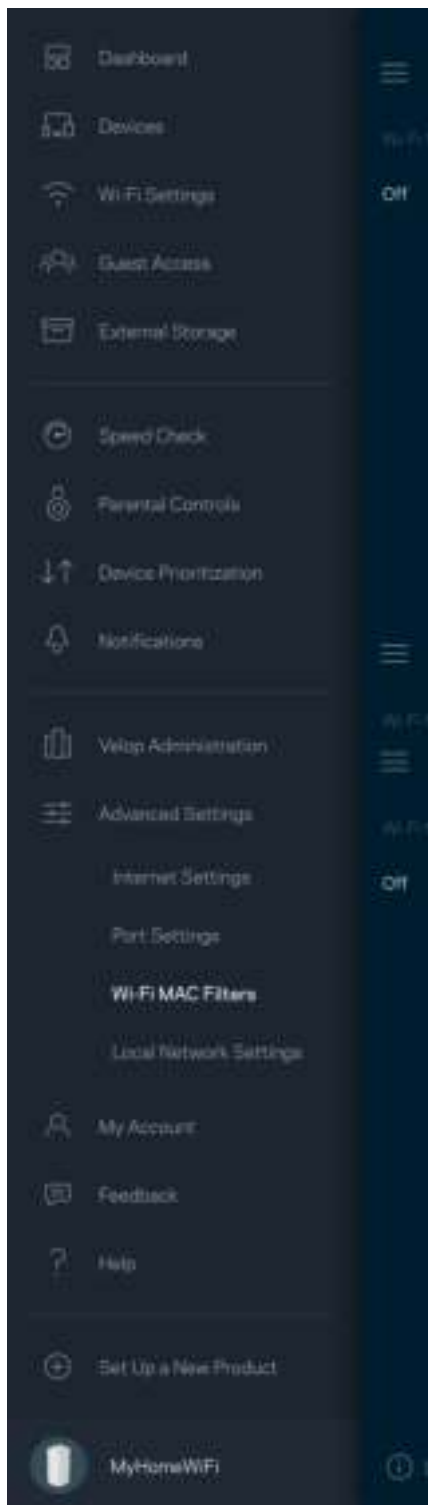 Dashboard
Devices
Wi-Fi Settings
Guest Access
External Storage
Speed Check
Parental Controls
Device Prioritization
Notifications
Velop Administration
Advanced Settings
Internet Settings
Port Settings
Wi-Fi MAC Filters
Local Network Settings
My Account
Feedback
Help
Set Up a New Product
MyHomeWiFi
Off
Off